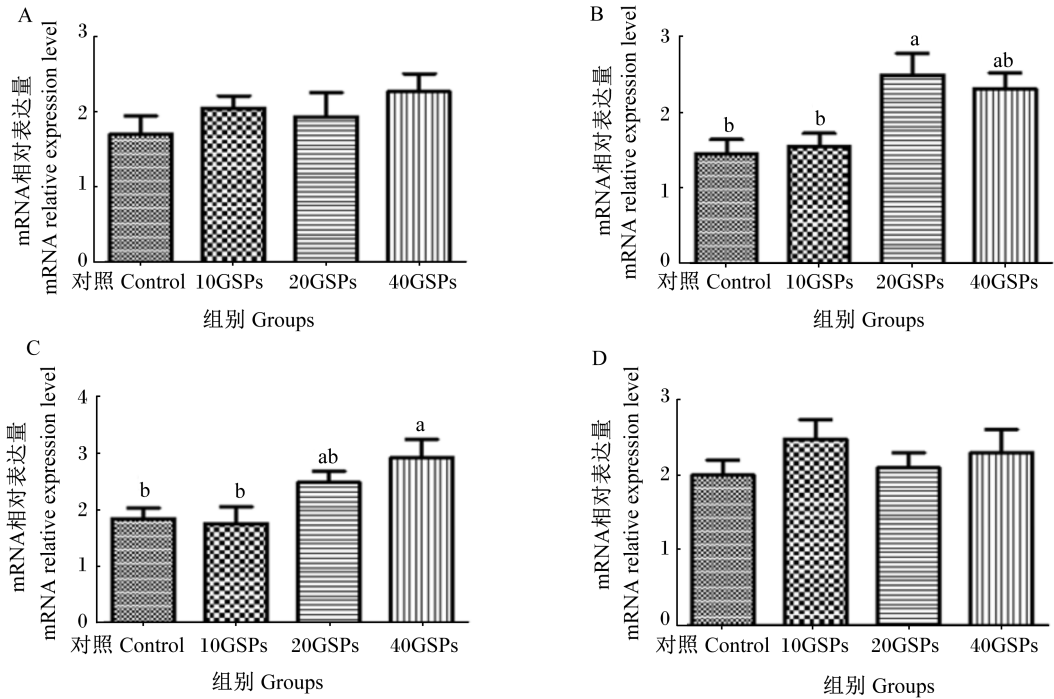 A
mRNA相对表达量
mRNA relative expression level
3
2
1
0
对照 Control 10GSPs 20GSPs 40GSPs
组别 Groups
B
mRNA相对表达量
mRNA relative expression level
3
2
1
0
b b a ab
对照 Control 10GSPs 20GSPs 40GSPs
组别 Groups
C
mRNA相对表达量
mRNA relative expression level
4
3
2
1
0
b b ab a
对照 Control 10GSPs 20GSPs 40GSPs
组别 Groups
D
mRNA相对表达量
mRNA relative expression level
3
2
1
0
对照 Control 10GSPs 20GSPs 40GSPs
组别 Groups